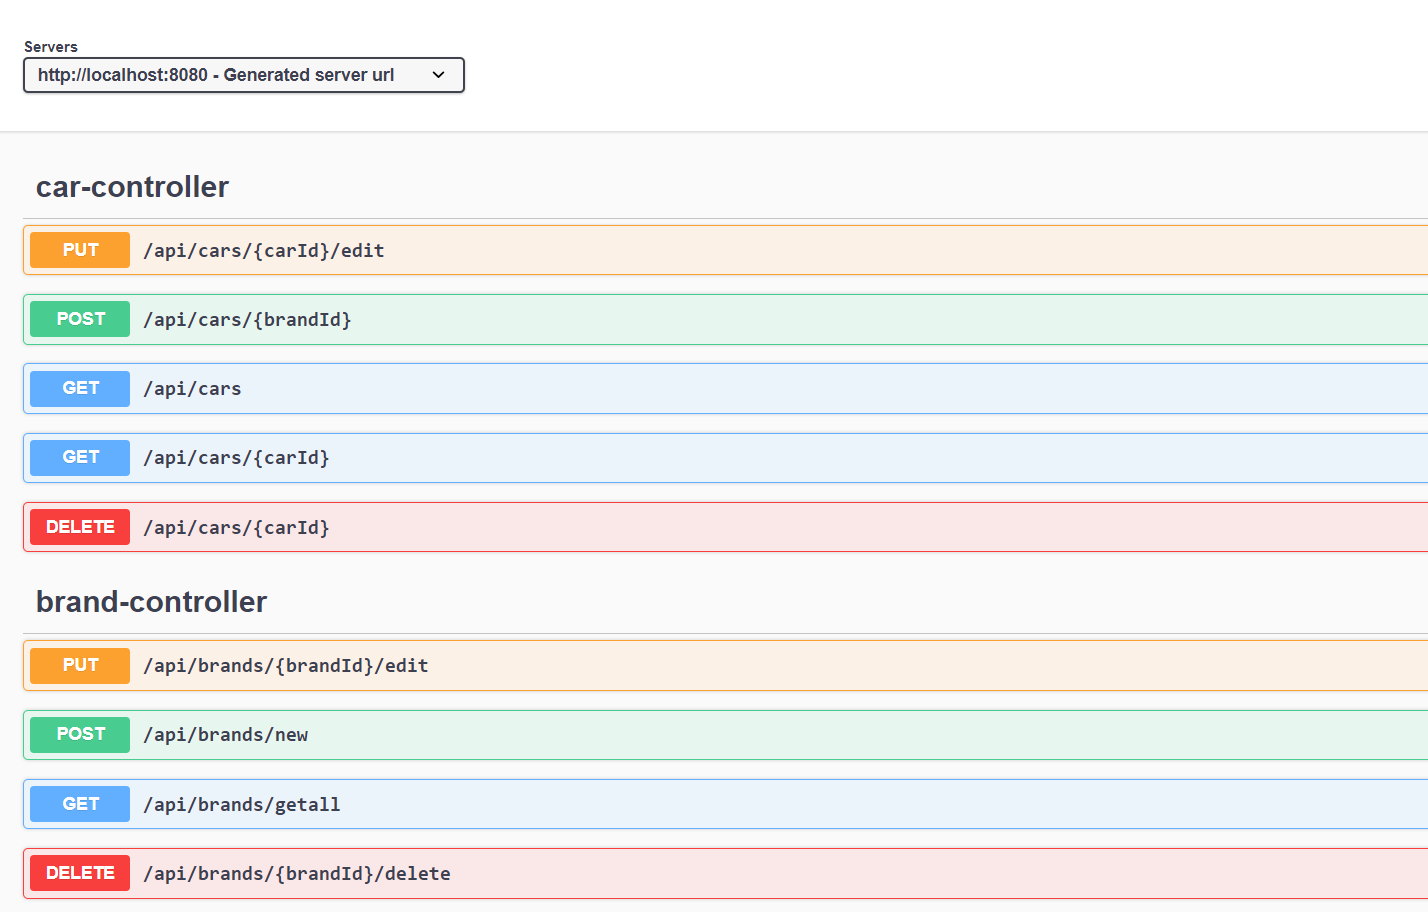 Servers
http://localhost:8080 - Generated server url
car-controller
PUT /api/cars/{carId}/edit
POST /api/cars/{brandId}
GET /api/cars
GET /api/cars/{carId}
DELETE /api/cars/{carId}
brand-controller
PUT /api/brands/{brandId}/edit
POST /api/brands/new
GET /api/brands/getall
DELETE /api/brands/{brandId}/delete